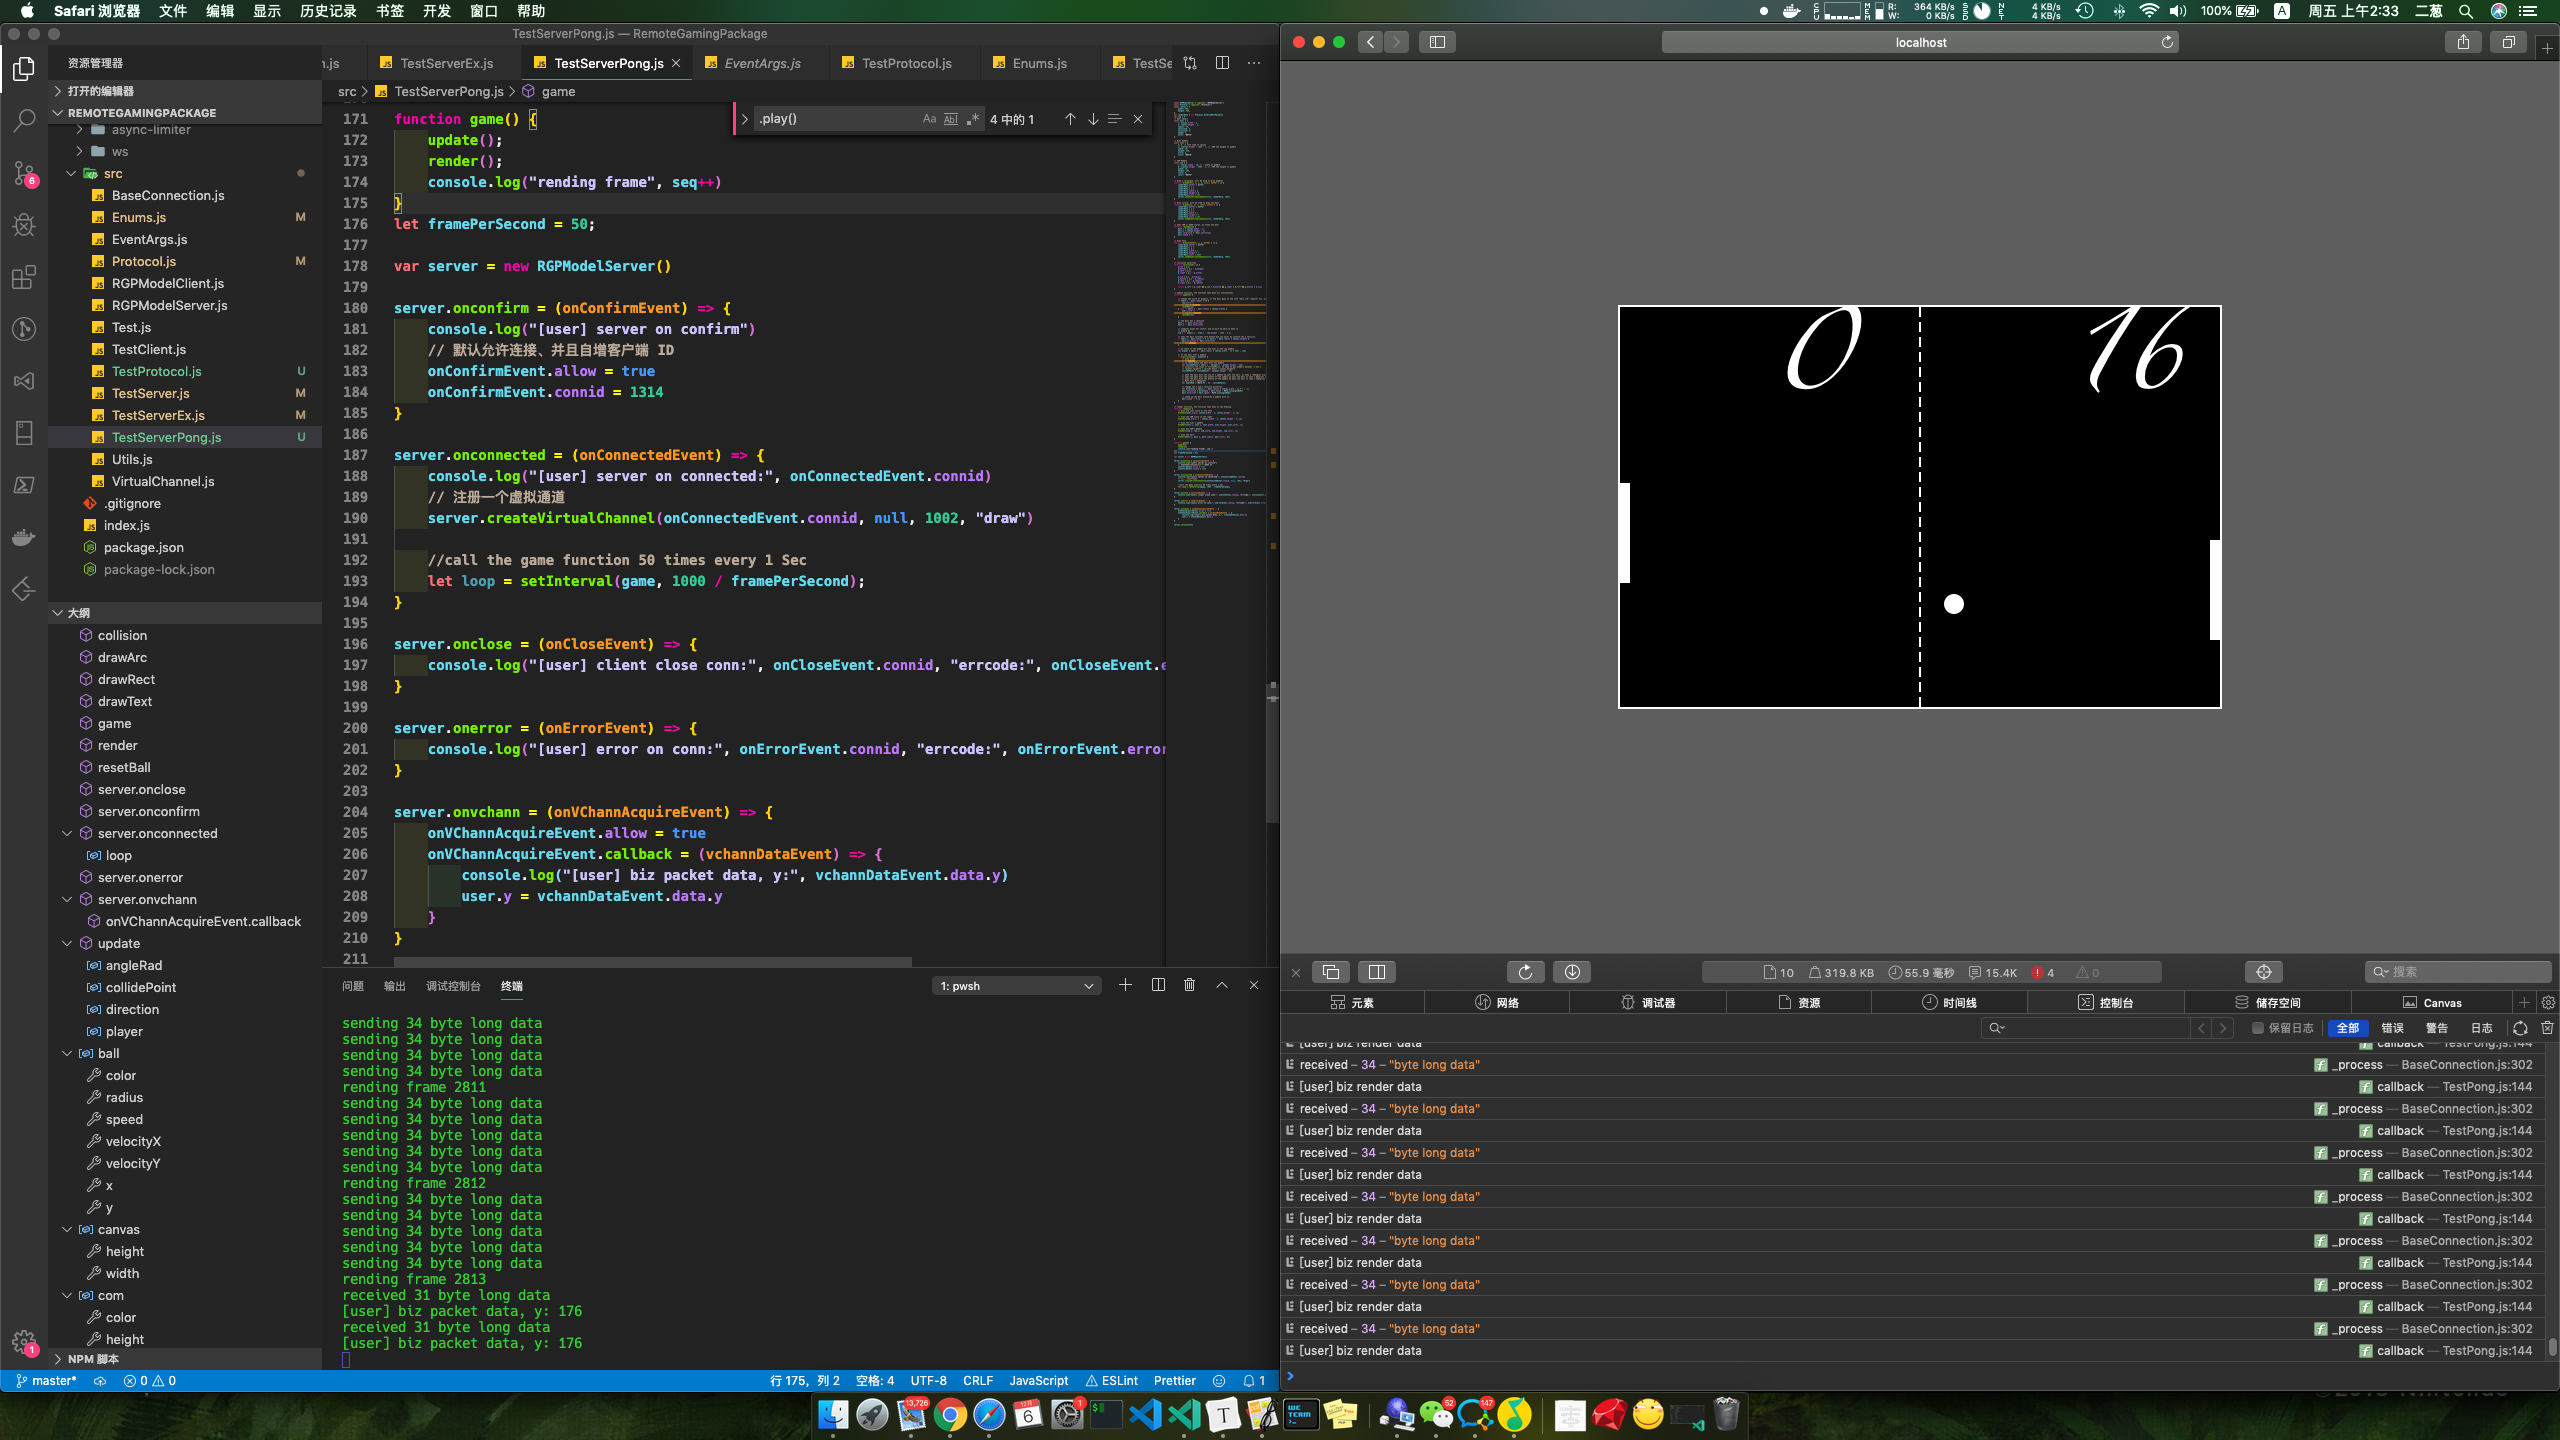 Safari 浏览器 文件 编辑 显示 历史记录 书签 开发 窗口 帮助
364 KB/s 0 KB/s 4 KB/s 4 KB/s 100% A 周五 上午2:33 二葱
TestServerPong.js — RemoteGamingPackage
资源管理器
打开的编辑器
REMOTEGAMINGPACKAGE
async-limiter
ws
src
BaseConnection.js
Enums.js M
EventArgs.js
Protocol.js M
RGPModelClient.js
RGPModelServer.js
Test.js
TestClient.js
TestProtocol.js U
TestServer.js M
TestServerEx.js M
TestServerPong.js U
Utils.js
VirtualChannel.js
.gitignore
index.js
package.json
package-lock.json
大纲
collision
drawArc
drawRect
drawText
game
render
resetBall
server.onclose
server.onconfirm
server.onconnected
loop
server.onerror
server.onvchann
onVChannAcquireEvent.callback
update
angleRad
collidePoint
direction
player
ball
color
radius
speed
velocityX
velocityY
x
y
canvas
height
width
com
color
height
NPM 脚本
n.js TestServerEx.js TestServerPong.js EventArgs.js TestProtocol.js Enums.js TestSe
src > TestServerPong.js > game
.play() Aa Abl .* 4 中的 1
171 function game() {
172 update();
173 render();
174 console.log("rending frame", seq++)
175 }
176 let framePerSecond = 50;
177
178 var server = new RGPModelServer()
179
180 server.onconfirm = (onConfirmEvent) => {
181 console.log("[user] server on confirm")
182 // 默认允许连接、并且自增客户端 ID
183 onConfirmEvent.allow = true
184 onConfirmEvent.connid = 1314
185 }
186
187 server.onconnected = (onConnectedEvent) => {
188 console.log("[user] server on connected:", onConnectedEvent.connid)
189 // 注册一个虚拟通道
190 server.createVirtualChannel(onConnectedEvent.connid, null, 1002, "draw")
191
192 //call the game function 50 times every 1 Sec
193 let loop = setInterval(game, 1000 / framePerSecond);
194 }
195
196 server.onclose = (onCloseEvent) => {
197 console.log("[user] client close conn:", onCloseEvent.connid, "errcode:", onCloseEvent.e
198 }
199
200 server.onerror = (onErrorEvent) => {
201 console.log("[user] error on conn:", onErrorEvent.connid, "errcode:", onErrorEvent.error
202 }
203
204 server.onvchann = (onVChannAcquireEvent) => {
205 onVChannAcquireEvent.allow = true
206 onVChannAcquireEvent.callback = (vchannDataEvent) => {
207 console.log("[user] biz packet data, y:", vchannDataEvent.data.y)
208 user.y = vchannDataEvent.data.y
209 }
210 }
211
问题 输出 调试控制台 终端 1: pwsh
sending 34 byte long data
sending 34 byte long data
sending 34 byte long data
sending 34 byte long data
rending frame 2811
sending 34 byte long data
sending 34 byte long data
sending 34 byte long data
sending 34 byte long data
sending 34 byte long data
rending frame 2812
sending 34 byte long data
sending 34 byte long data
sending 34 byte long data
sending 34 byte long data
sending 34 byte long data
rending frame 2813
received 31 byte long data
[user] biz packet data, y: 176
received 31 byte long data
[user] biz packet data, y: 176
master* 0 0 行 175，列 2 空格: 4 UTF-8 CRLF JavaScript ESLint Prettier 1
localhost
0 16
10 319.8 KB 55.9 毫秒 15.4K 4 0 搜索
元素 网络 调试器 资源 时间线 控制台 储存空间 Canvas
保留日志 全部 错误 警告 日志
[user] biz render data callback — TestPong.js:144
received – 34 – "byte long data" _process — BaseConnection.js:302
[user] biz render data callback — TestPong.js:144
received – 34 – "byte long data" _process — BaseConnection.js:302
[user] biz render data callback — TestPong.js:144
received – 34 – "byte long data" _process — BaseConnection.js:302
[user] biz render data callback — TestPong.js:144
received – 34 – "byte long data" _process — BaseConnection.js:302
[user] biz render data callback — TestPong.js:144
received – 34 – "byte long data" _process — BaseConnection.js:302
[user] biz render data callback — TestPong.js:144
received – 34 – "byte long data" _process — BaseConnection.js:302
[user] biz render data callback — TestPong.js:144
received – 34 – "byte long data" _process — BaseConnection.js:302
[user] biz render data callback — TestPong.js:144
13,726 6 1 T WE TERM 52 147